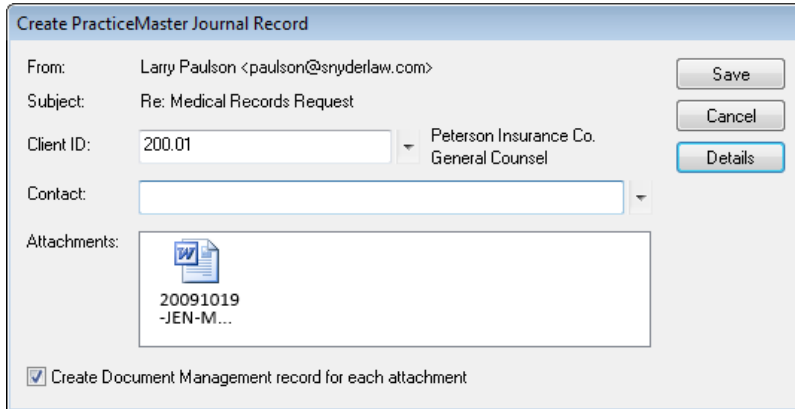 Create PracticeMaster Journal Record
From: Larry Paulson <paulson@snyderlaw.com>
Save
Subject: Re: Medical Records Request
Cancel
Client ID: 200.01 Peterson Insurance Co.
General Counsel
Details
Contact:
Attachments:
20091019
-JEN-M...
Create Document Management record for each attachment